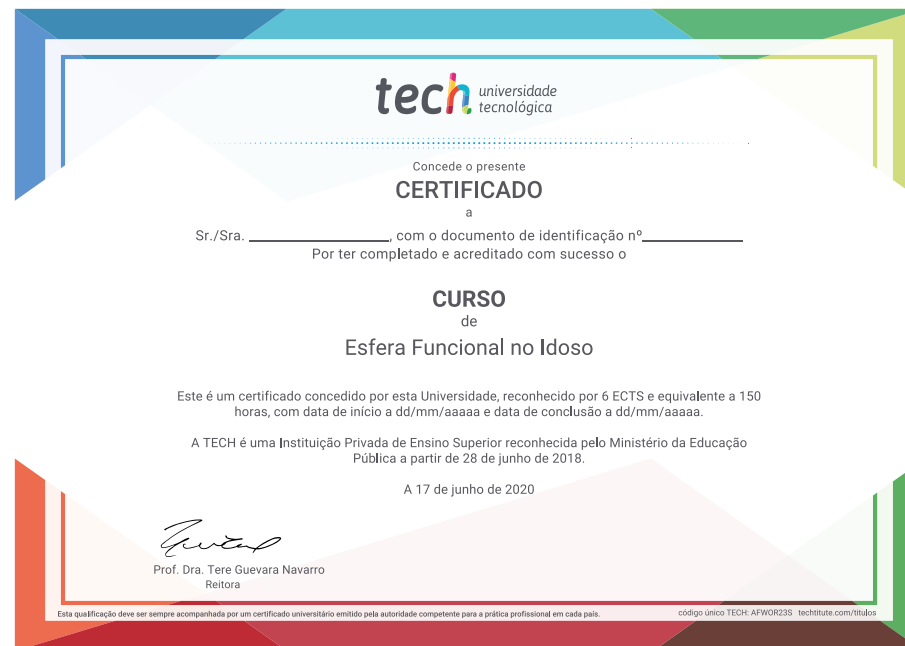 tech universidade
tecnológica
Concede o presente
CERTIFICADO
a
Sr./Sra. ________________, com o documento de identificação nº____________
Por ter completado e acreditado com sucesso o
CURSO
de
Esfera Funcional no Idoso
Este é um certificado concedido por esta Universidade, reconhecido por 6 ECTS e equivalente a 150
horas, com data de início a dd/mm/aaaaa e data de conclusão a dd/mm/aaaaa.
A TECH é uma Instituição Privada de Ensino Superior reconhecida pelo Ministério da Educação
Pública a partir de 28 de junho de 2018.
A 17 de junho de 2020
Prof. Dra. Tere Guevara Navarro
Reitora
Esta qualificação deve ser sempre acompanhada por um certificado universitário emitido pela autoridade competente para a prática profissional em cada país.
código único TECH: AFWOR23S techtitute.com/titulos